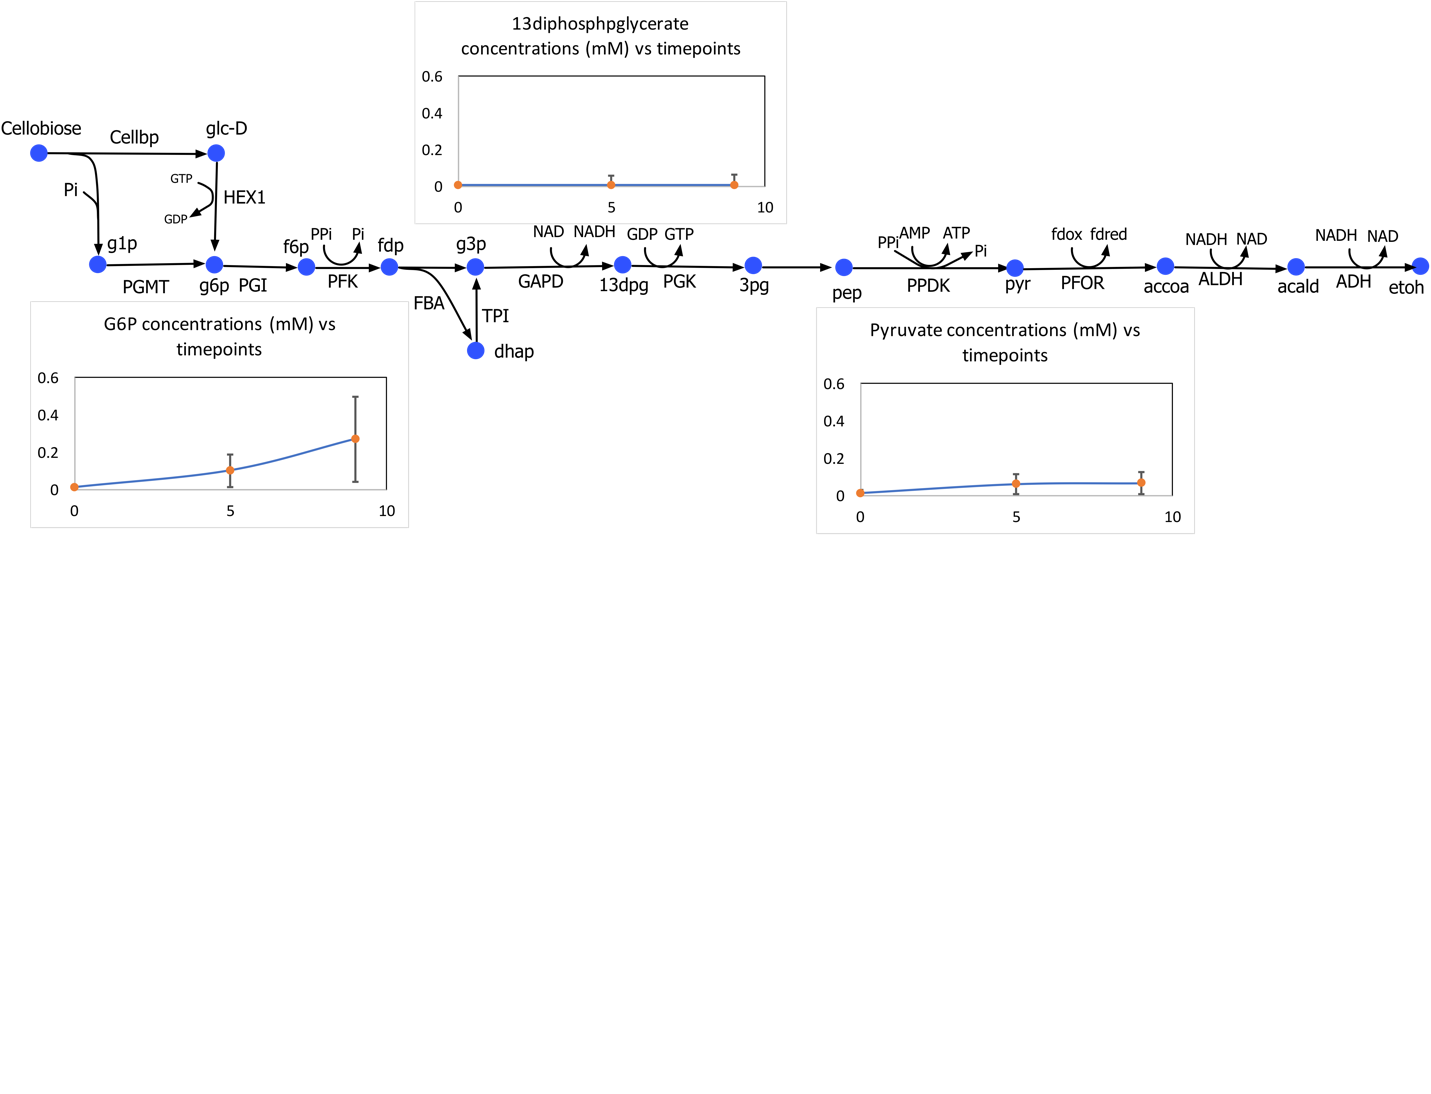 13diphosphpglycerate
concentrations (mM) vs timepoints
0.6
0.4
0.2
0
0 5 10
Cellobiose
Cellbp
glc-D
Pi
GTP
GDP
HEX1
g1p
PGMT
g6p
PGI
f6p
PPi
Pi
PFK
fdp
FBA
g3p
TPI
dhap
NAD
NADH
GAPD
13dpg
GDP
GTP
PGK
3pg
pep
PPi
AMP
ATP
Pi
PPDK
pyr
fdox
fdred
PFOR
accoa
NADH
NAD
ALDH
acald
NADH
NAD
ADH
etoh
G6P concentrations (mM) vs
timepoints
0.6
0.4
0.2
0
0 5 10
Pyruvate concentrations (mM) vs
timepoints
0.6
0.4
0.2
0
0 5 10